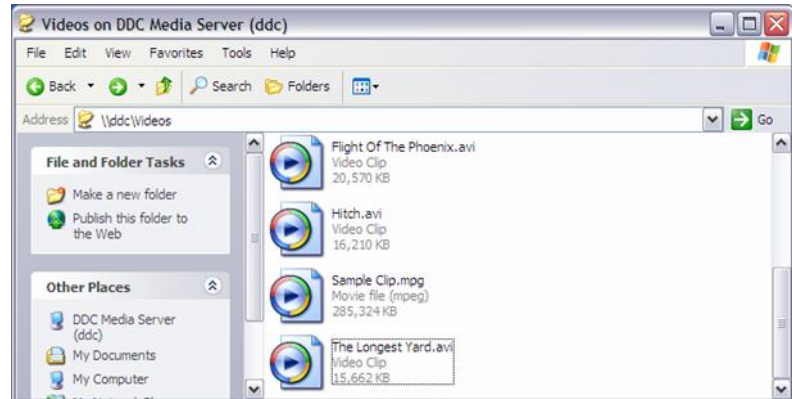 Videos on DDC Media Server (ddc)
File Edit View Favorites Tools Help
Back Search Folders
Address \\ddc\Videos Go
File and Folder Tasks
Make a new folder
Publish this folder to
the Web
Other Places
DDC Media Server
(ddc)
My Documents
My Computer
Flight Of The Phoenix.avi
Video Clip
20,570 KB
Hitch.avi
Video Clip
16,210 KB
Sample Clip.mpg
Movie file (mpeg)
285,324 KB
The Longest Yard.avi
Video Clip
15,662 KB